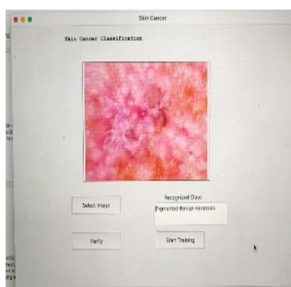 Skin Cancer
Skin Cancer Classification
Select Image
Recognized Class
Pigmented Benign Keratosis
Verify
Start Training